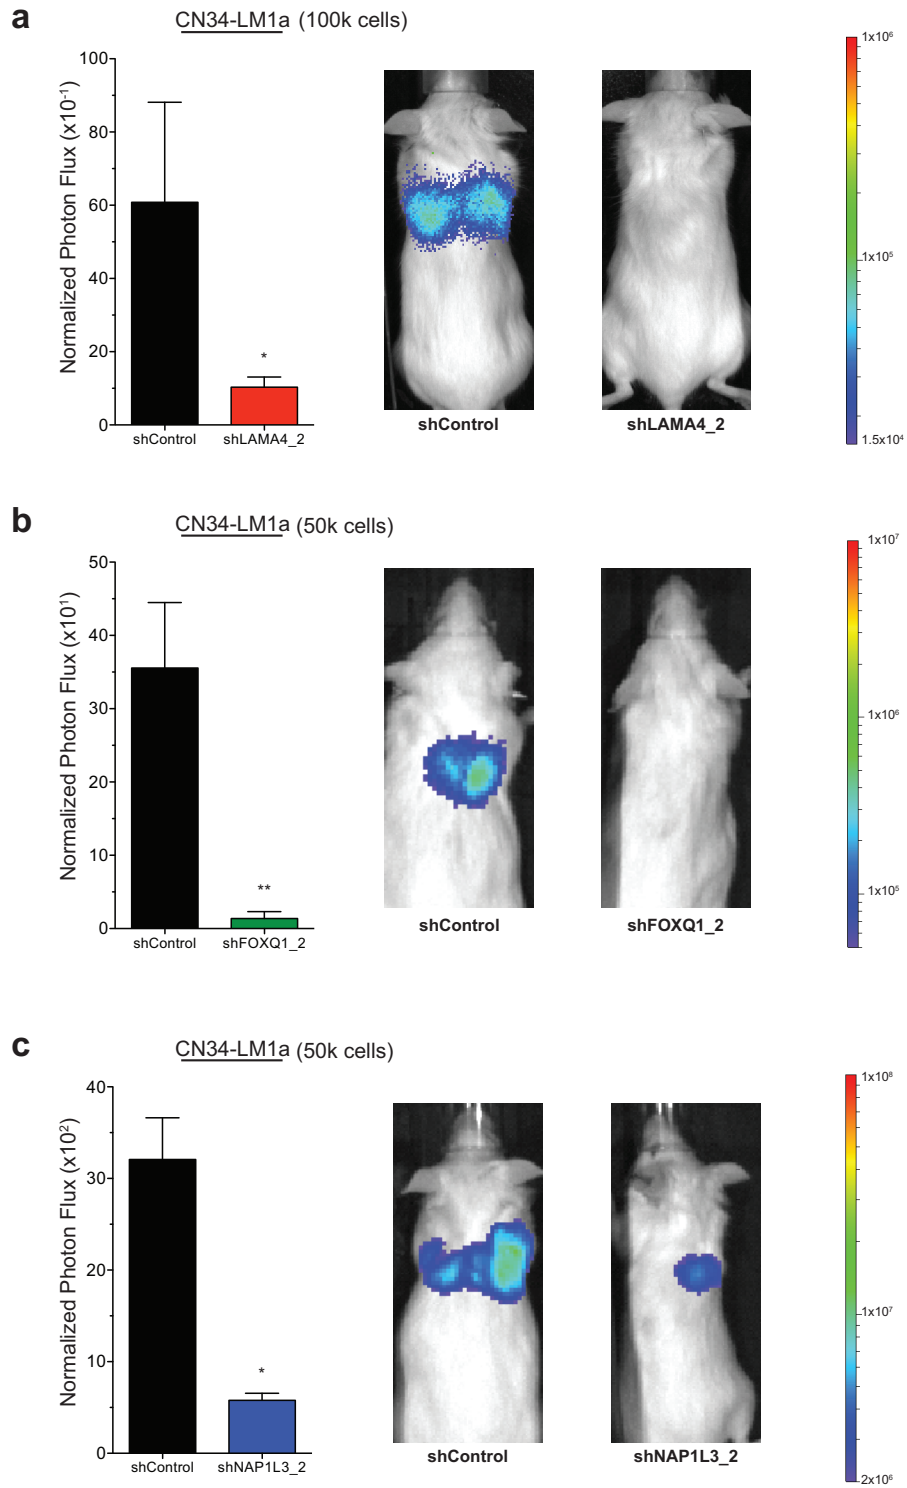 a
CN34-LM1a (100k cells)
Normalized Photon Flux (x10⁻¹)
100
80
60
40
20
0
*
shControl
shLAMA4_2
shControl
shLAMA4_2
1x10⁶
1x10⁵
1.5x10⁴
b
CN34-LM1a (50k cells)
Normalized Photon Flux (x10¹)
50
40
30
20
10
0
**
shControl
shFOXQ1_2
shControl
shFOXQ1_2
1x10⁷
1x10⁶
1x10⁵
c
CN34-LM1a (50k cells)
Normalized Photon Flux (x10²)
40
30
20
10
0
*
shControl
shNAP1L3_2
shControl
shNAP1L3_2
1x10⁸
1x10⁷
2x10⁶